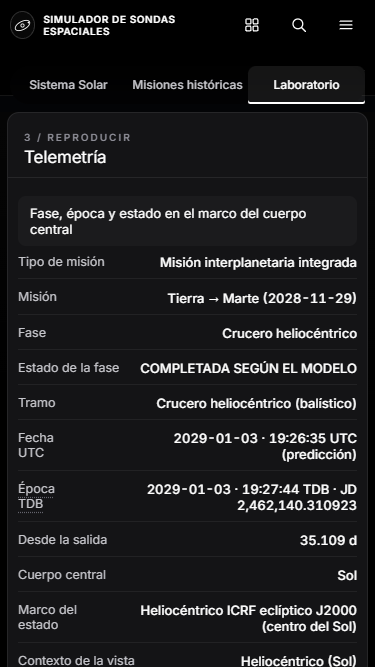 SIMULADOR DE SONDAS
ESPACIALES
Sistema Solar
Misiones históricas
Laboratorio
3 / REPRODUCIR
Telemetría
Fase, época y estado en el marco del cuerpo
central
Tipo de misión Misión interplanetaria integrada
Misión Tierra → Marte (2028-11-29)
Fase Crucero heliocéntrico
Estado de la fase COMPLETADA SEGÚN EL MODELO
Tramo Crucero heliocéntrico (balístico)
Fecha 2029-01-03 · 19:26:35 UTC
UTC (predicción)
Época 2029-01-03 · 19:27:44 TDB · JD
TDB 2,462,140.310923
Desde la salida 35.109 d
Cuerpo central Sol
Marco del Heliocéntrico ICRF eclíptico J2000
estado (centro del Sol)
Contexto de la vista Heliocéntrico (Sol)